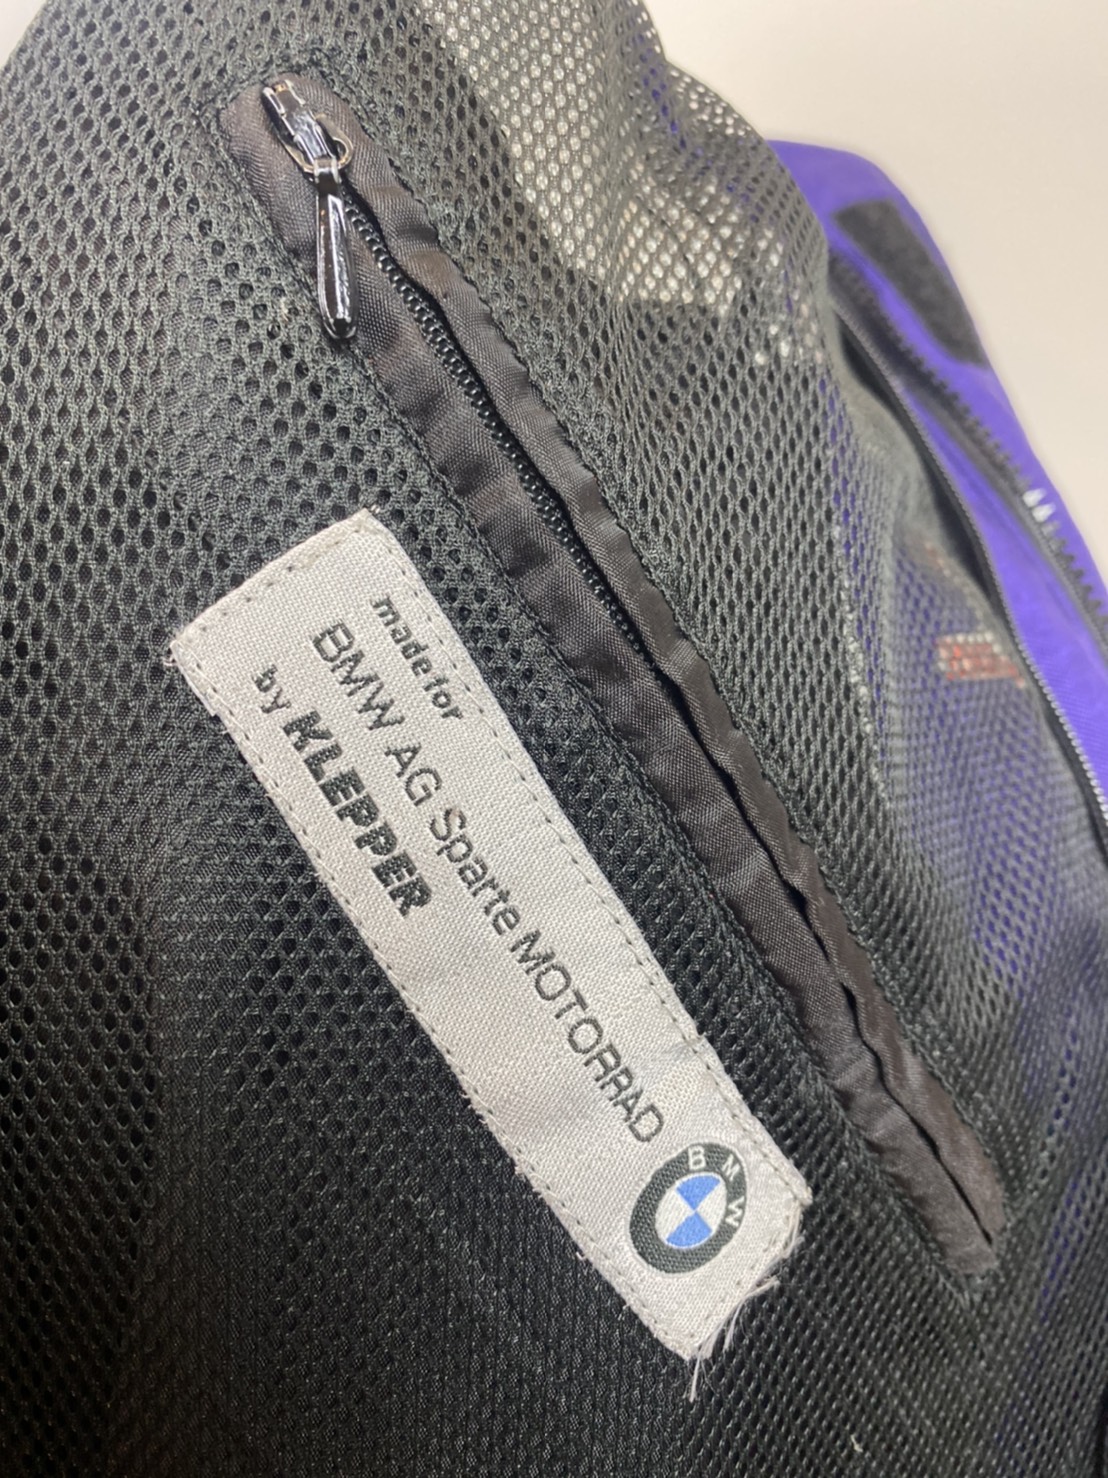 made for
BMW AG Sparte MOTORRAD
by KLEPPER
BMW